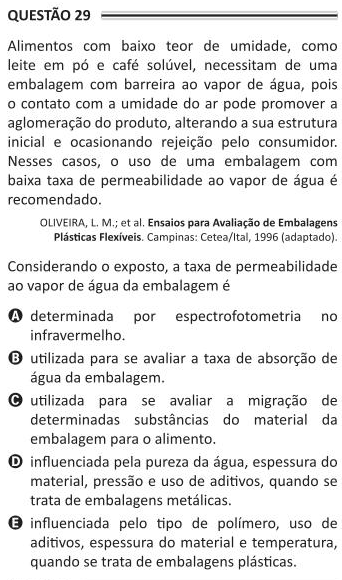 QUESTÃO 29
Alimentos com baixo teor de umidade, como
leite em pó e café solúvel, necessitam de uma
embalagem com barreira ao vapor de água, pois
o contato com a umidade do ar pode promover a
aglomeração do produto, alterando a sua estrutura
inicial e ocasionando rejeição pelo consumidor.
Nesses casos, o uso de uma embalagem com
baixa taxa de permeabilidade ao vapor de água é
recomendado.
OLIVEIRA, L. M.; et al. Ensaios para Avaliação de Embalagens
Plásticas Flexíveis. Campinas: Cetea/Ital, 1996 (adaptado).
Considerando o exposto, a taxa de permeabilidade
ao vapor de água da embalagem é
A determinada por espectrofotometria no
infravermelho.
B utilizada para se avaliar a taxa de absorção de
água da embalagem.
C utilizada para se avaliar a migração de
determinadas substâncias do material da
embalagem para o alimento.
D influenciada pela pureza da água, espessura do
material, pressão e uso de aditivos, quando se
trata de embalagens metálicas.
E influenciada pelo tipo de polímero, uso de
aditivos, espessura do material e temperatura,
quando se trata de embalagens plásticas.